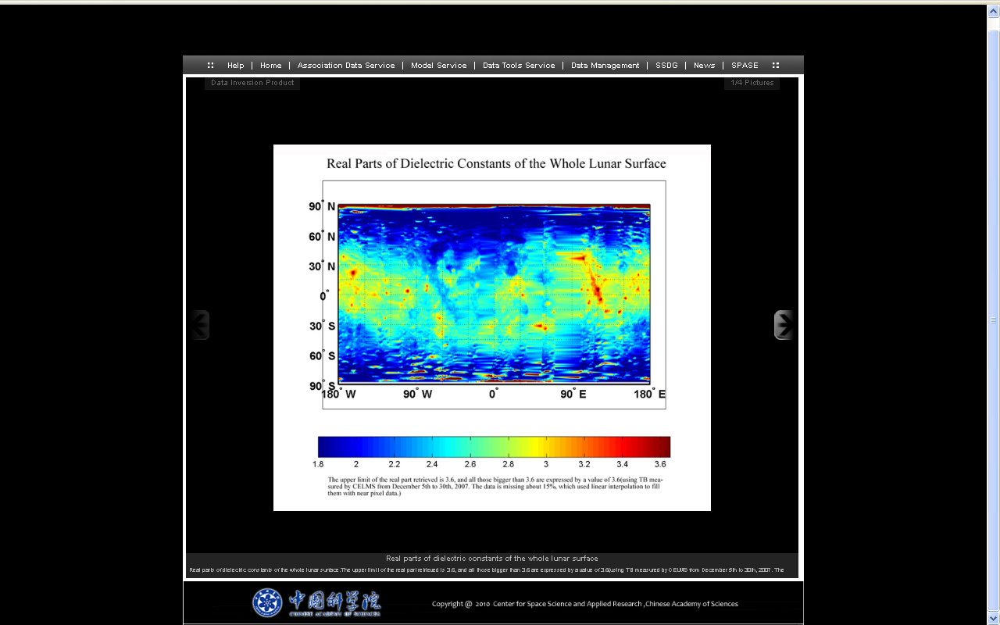 Help | Home | Association Data Service | Model Service | Data Tools Service | Data Management | SSDG | News | SPASE
Data Inversion Product
1/4 Pictures
Real Parts of Dielectric Constants of the Whole Lunar Surface
90° N
60° N
30° N
0°
30° S
60° S
90° S
180° W 90° W 0° 90° E 180° E
1.8 2 2.2 2.4 2.6 2.8 3 3.2 3.4 3.6
The upper limit of the real part retrieved is 3.6, and all those bigger than 3.6 are expressed by a value of 3.6(using TB mea-
sured by CELMS from December 5th to 30th, 2007. The data is missing about 15%, which used linear interpolation to fill
them with near pixel data.)
Real parts of dielectric constants of the whole lunar surface
Real parts of dielectric constants of the whole lunar surface.The upper limit of the real part retrieved is 3.6, and all those bigger than 3.6 are expressed by a value of 3.6(using TB measured by CELMS from December 5th to 30th, 2007. The
中国科学院
CHINESE ACADEMY OF SCIENCES
Copyright @ 2010 Center for Space Science and Applied Research ,Chinese Academy of Sciences